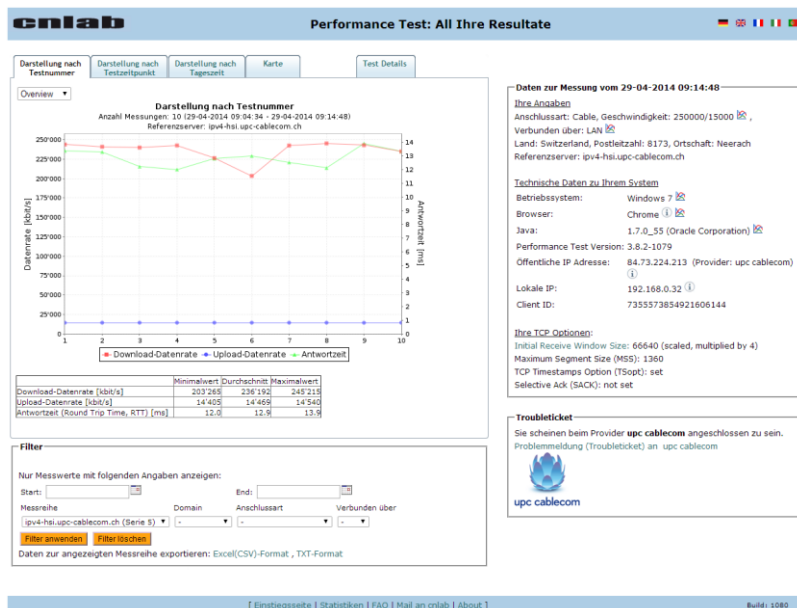 cnlab
Performance Test: All Ihre Resultate
Darstellung nach Testnummer
Darstellung nach Testzeitpunkt
Darstellung nach Tageszeit
Karte
Test Details
Overview
Darstellung nach Testnummer
Anzahl Messungen: 10 (29-04 09:04:34 - 29-04-2014 09:14:48)
Referenzserver: ipv4-hsi.upc-cablecom.ch
Datenrate [kbit/s]
250'000
225'000
200'000
175'000
150'000
125'000
100'000
75'000
50'000
25'000
0
14
13
12
11
10
9
8
7
6
5
4
3
2
1
0
Antwortzeit [ms]
1 2 3 4 5 6 7 8 9 10
Download-Datenrate Upload-Datenrate Antwortzeit
Minimalwert Durchschnitt Maximalwert
Download-Datenrate [kbit/s] 203'265 236'192 245'215
Upload-Datenrate [kbit/s] 14'405 14'469 14'540
Antwortzeit (Round Trip Time, RTT) [ms] 12.0 12.9 13.9
Filter
Nur Messwerte mit folgenden Angaben anzeigen:
Start: End:
Messreihe Domain Anschlussart Verbunden über
ipv4-hsi.upc-cablecom.ch (Serie 5) - - -
Filter anwenden Filter löschen
Daten zur angezeigten Messreihe exportieren: Excel(CSV)-Format , TXT-Format
Daten zur Messung vom 29-04-2014 09:14:48
Ihre Angaben
Anschlussart: Cable, Geschwindigkeit: 250000/15000 ,
Verbunden über: LAN
Land: Switzerland, Postleitzahl: 8173, Ortschaft: Neerach
Referenzserver: ipv4-hsi.upc-cablecom.ch
Technische Daten zu Ihrem System
Betriebssystem: Windows 7
Browser: Chrome
Java: 1.7.0_55 (Oracle Corporation)
Performance Test Version: 3.8.2-1079
Öffentliche IP Adresse: 84.73.224.213 (Provider: upc cablecom)
Lokale IP: 192.168.0.32
Client ID: 7355573854921606144
Ihre TCP Optionen:
Initial Receive Window Size: 66640 (scaled, multiplied by 4)
Maximum Segment Size (MSS): 1360
TCP Timestamps Option (TSopt): set
Selective Ack (SACK): not set
Troubleticket
Sie scheinen beim Provider upc cablecom angeschlossen zu sein.
Problemmeldung (Troubleticket) an upc cablecom
upc cablecom
[ Einstiegsseite | Statistiken | FAQ | Mail an cnlab | About ]
Build: 1080